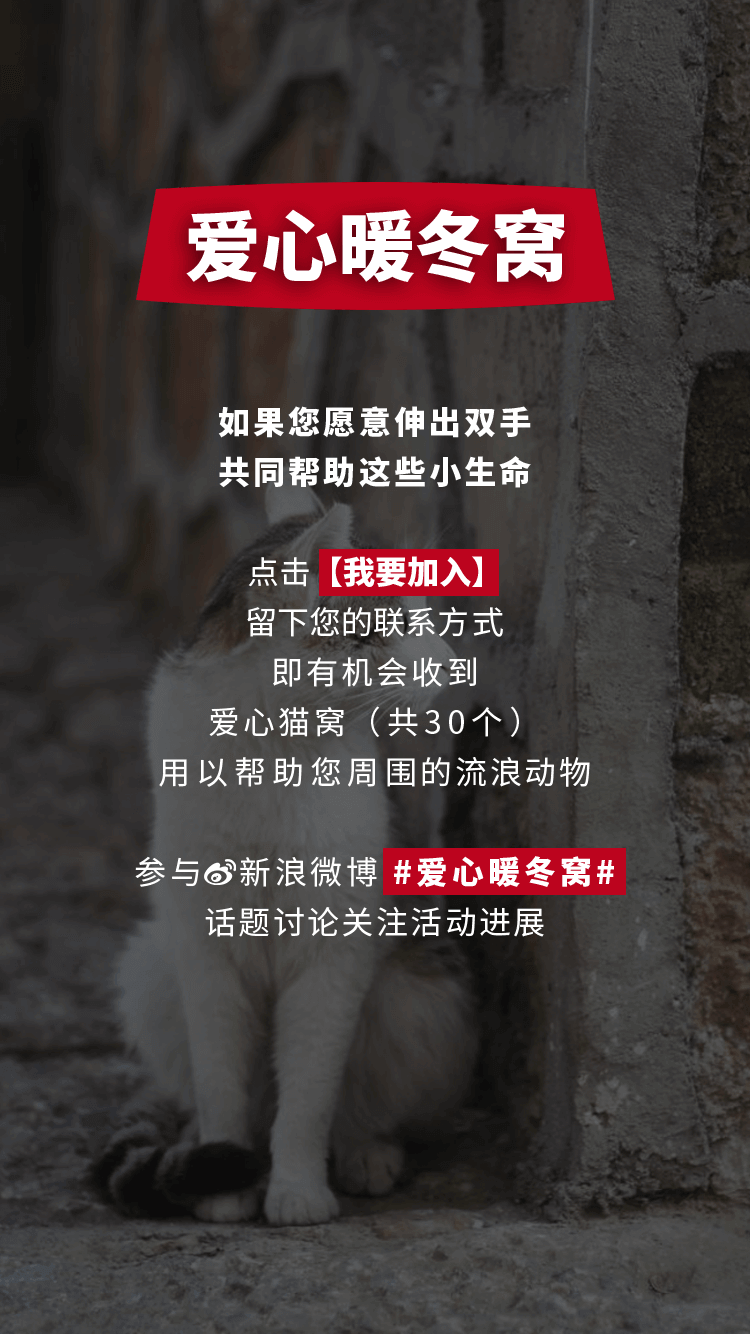 爱心暖冬窝
如果您愿意伸出双手
共同帮助这些小生命
点击【我要加入】
留下您的联系方式
即有机会收到
爱心猫窝（共30个）
用以帮助您周围的流浪动物
参与新浪微博 #爱心暖冬窝#
话题讨论关注活动进展